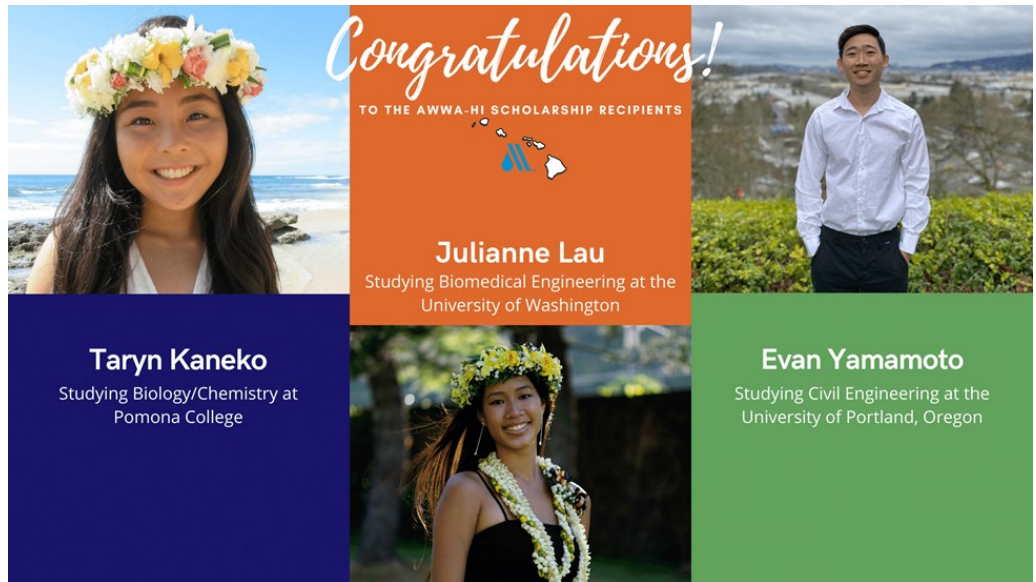 Congratulations!
TO THE AWWA-HI SCHOLARSHIP RECIPIENTS
Julianne Lau
Studying Biomedical Engineering at the
University of Washington
Taryn Kaneko
Studying Biology/Chemistry at
Pomona College
Evan Yamamoto
Studying Civil Engineering at the
University of Portland, Oregon